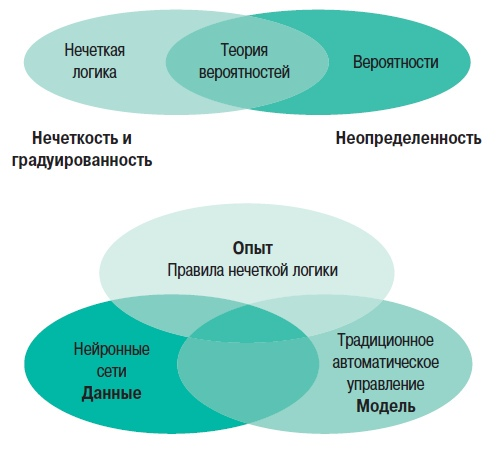 Нечеткая
логика
Теория
вероятностей
Вероятности
Нечеткость и
градуированность
Неопределенность
Опыт
Правила нечеткой логики
Нейронные
сети
Данные
Традиционное
автоматическое
управление
Модель